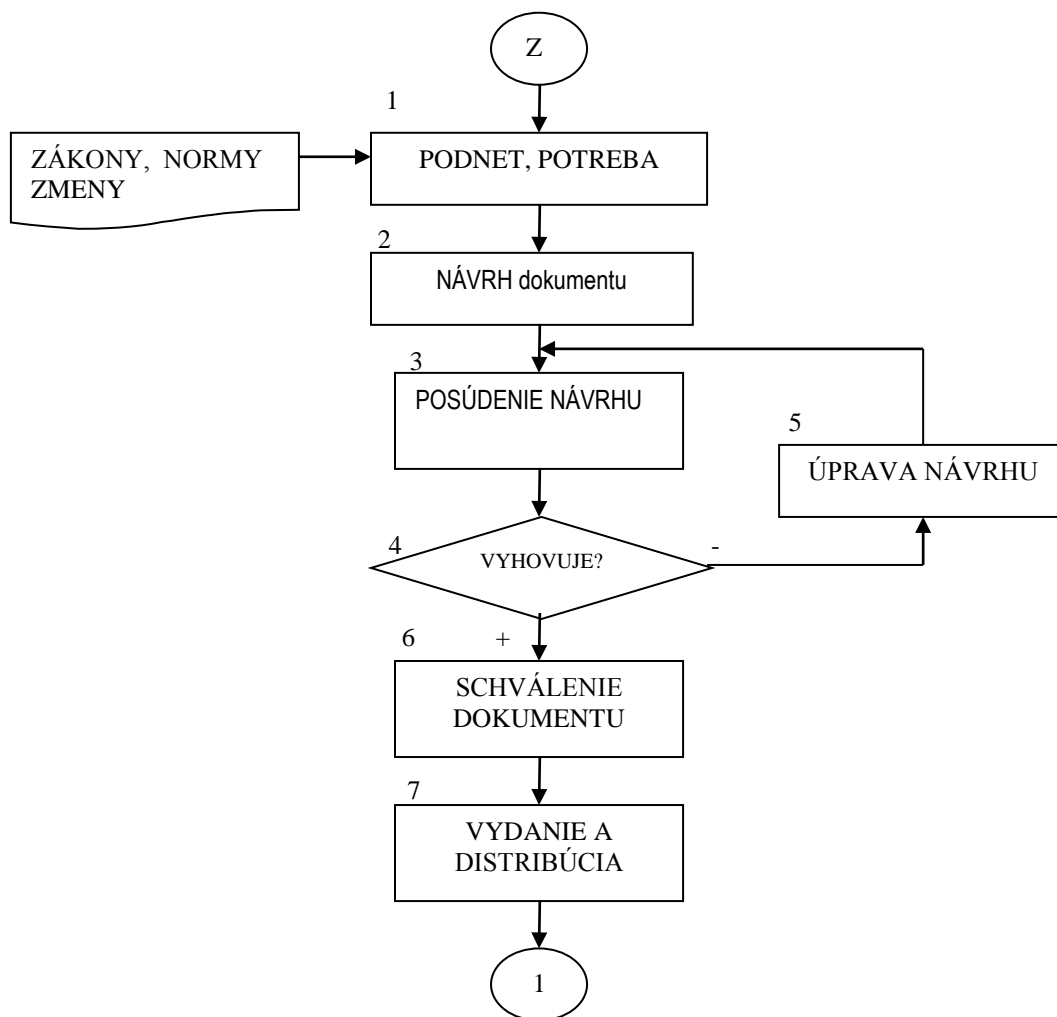 Z
1
ZÁKONY, NORMY
ZMENY
PODNET, POTREBA
2
NÁVRH dokumentu
3
POSÚDENIE NÁVRHU
5
ÚPRAVA NÁVRHU
4
VYHOVUJE?
-
6
+
SCHVÁLENIE
DOKUMENTU
7
VYDANIE A
DISTRIBÚCIA
1